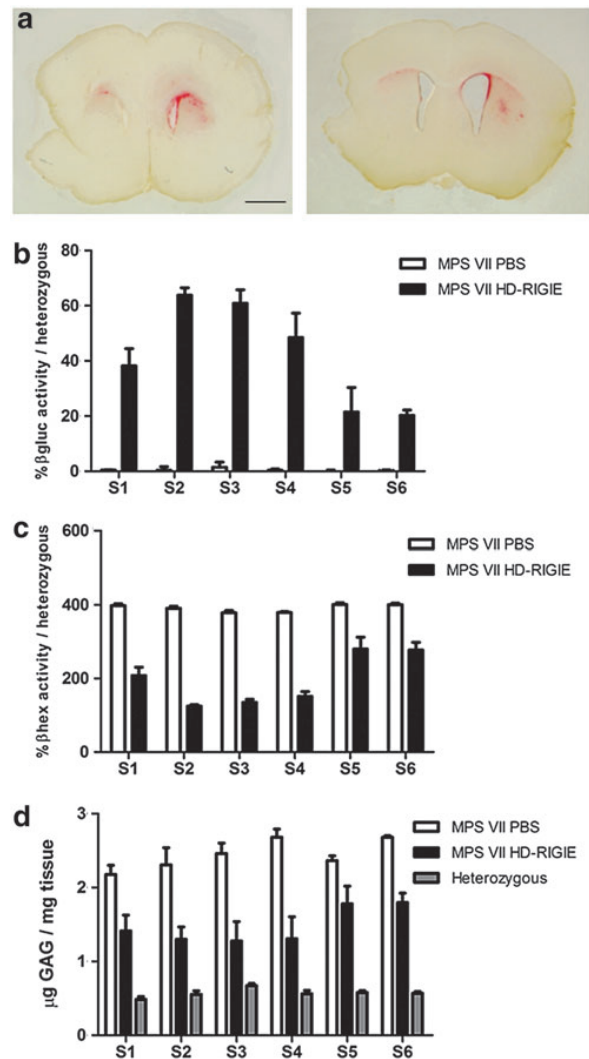 a
b
% βgluc activity / heterozygous
80
60
40
20
0
MPS VII PBS
MPS VII HD-RIGIE
S1 S2 S3 S4 S5 S6
c
% βhex activity / heterozygous
600
400
200
0
MPS VII PBS
MPS VII HD-RIGIE
S1 S2 S3 S4 S5 S6
d
µg GAG / mg tissue
3
2
1
0
MPS VII PBS
MPS VII HD-RIGIE
Heterozygous
S1 S2 S3 S4 S5 S6